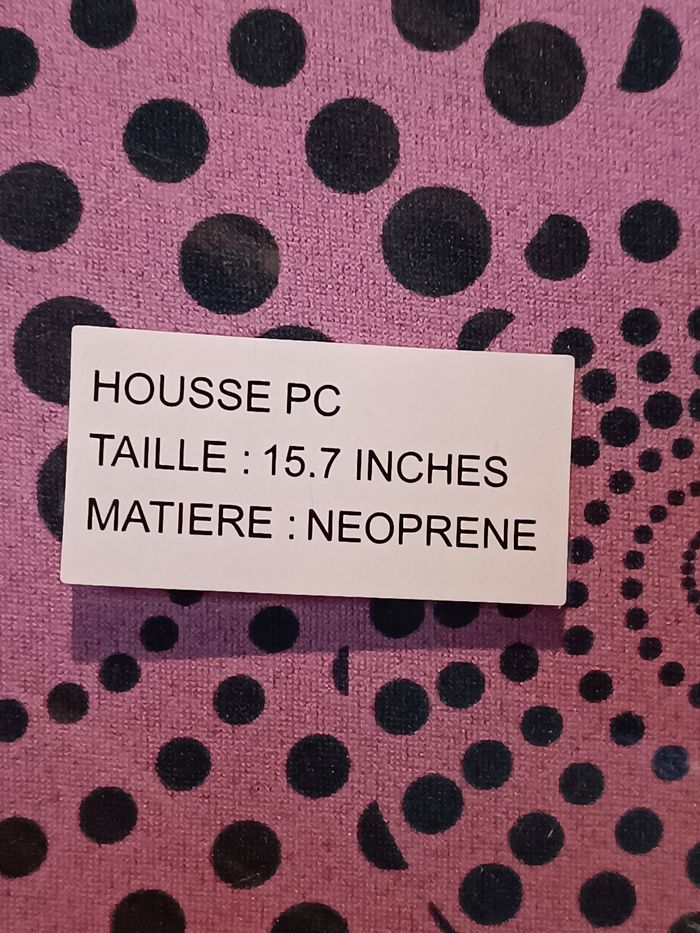 HOUSSE PC
TAILLE : 15.7 INCHES
MATIERE : NEOPRENE